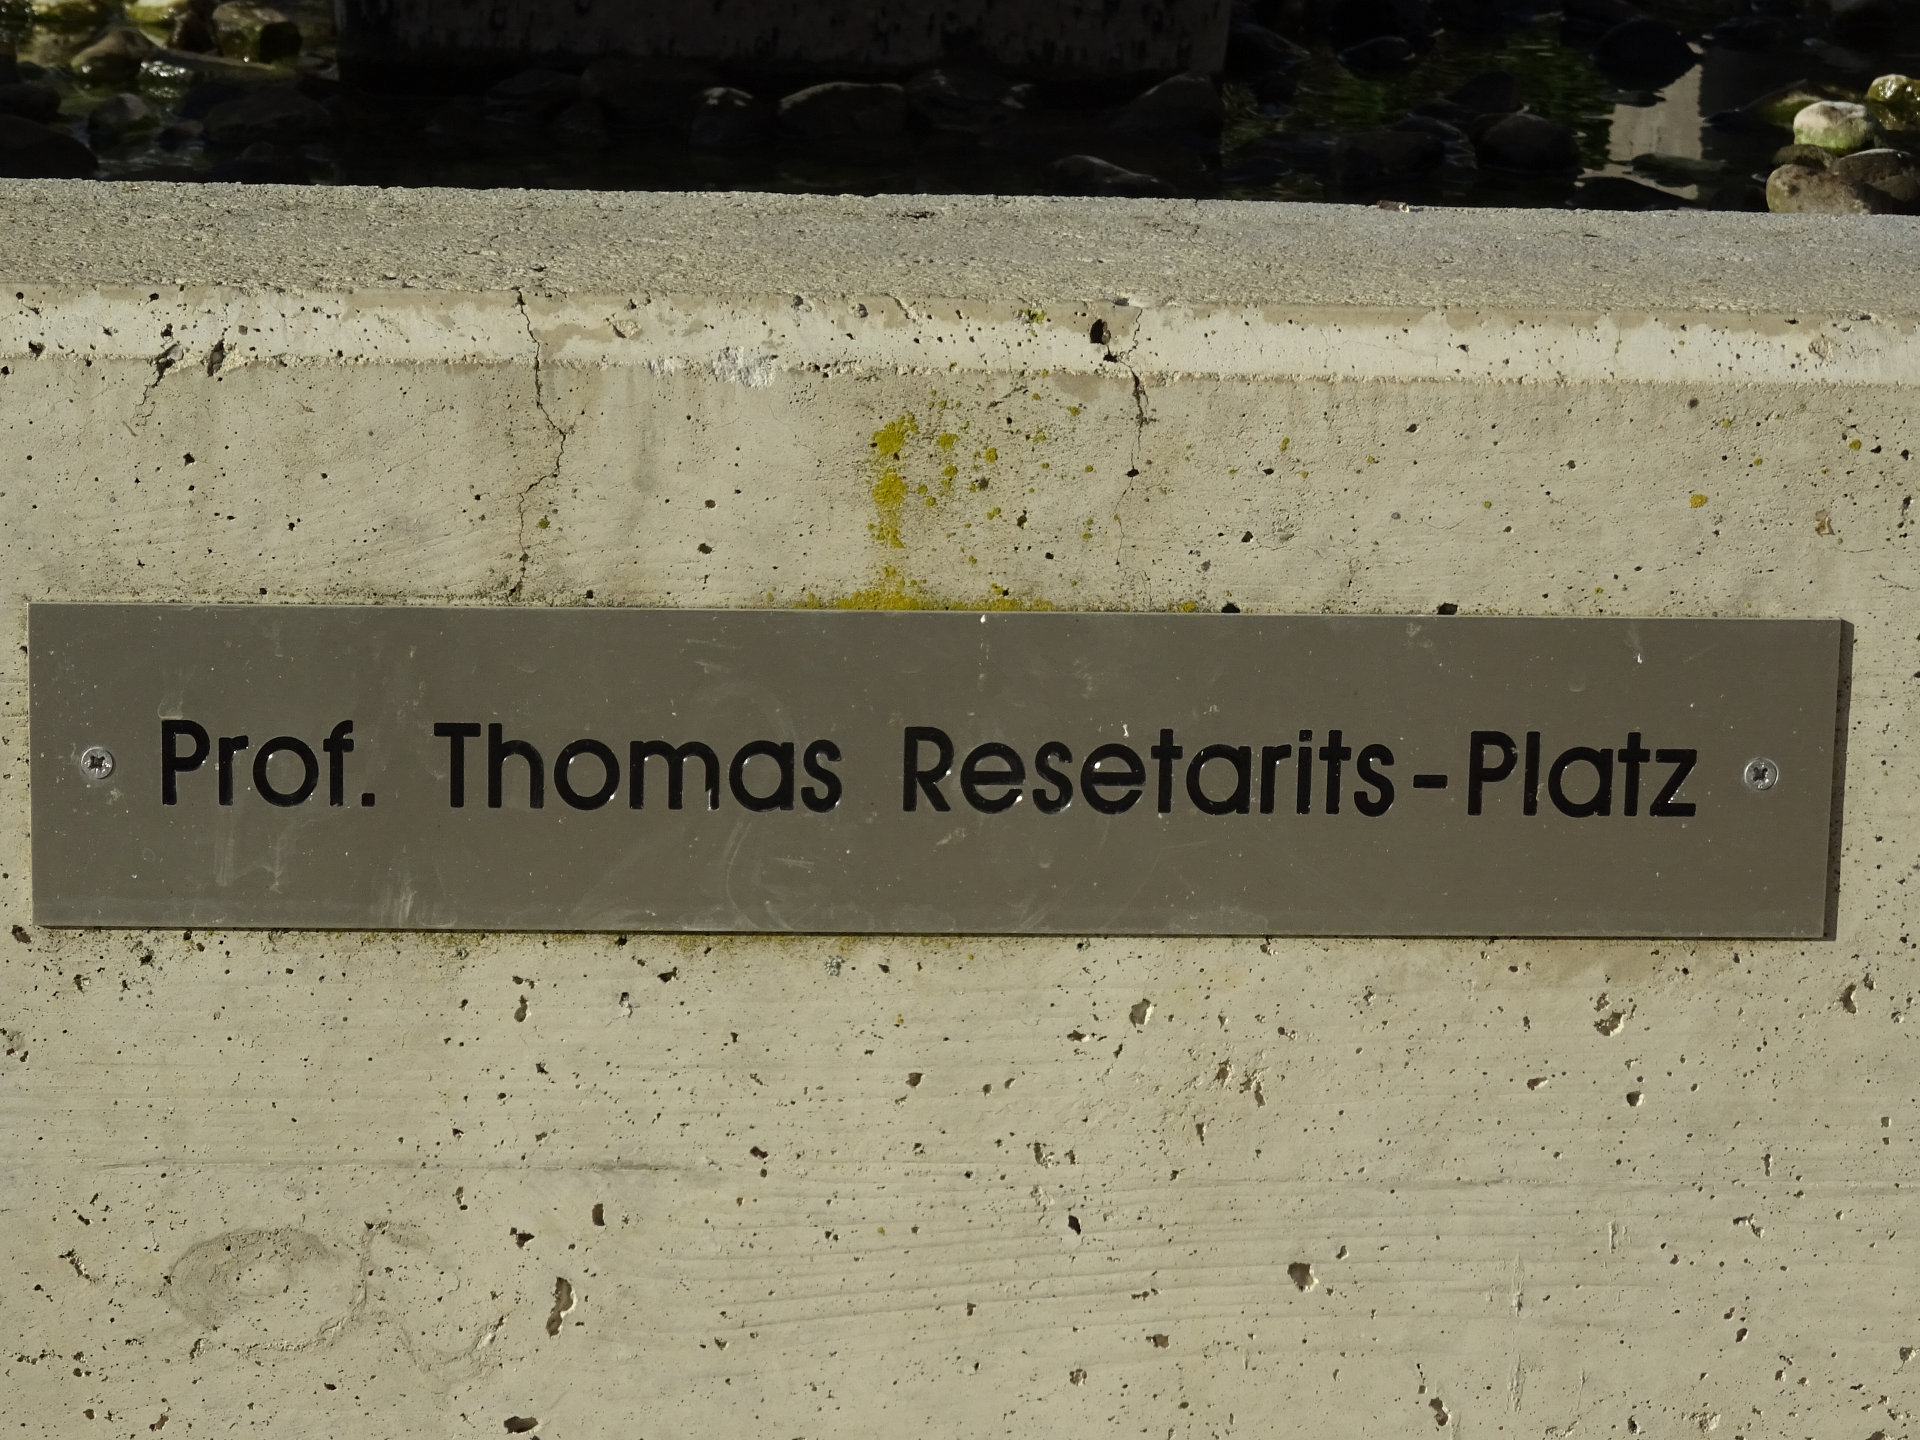 Prof. Thomas Resetarits-Platz